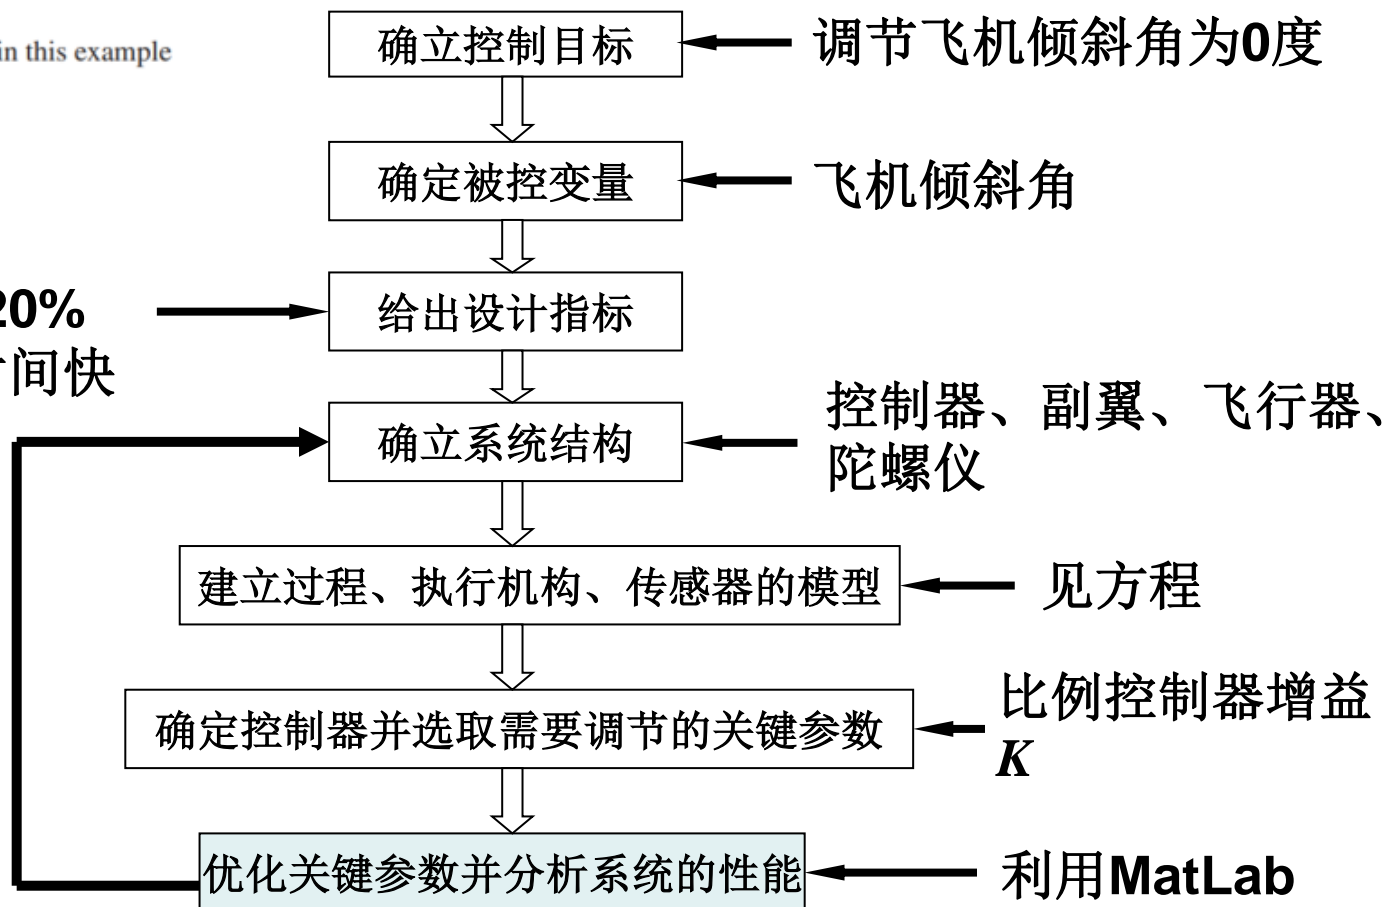 in this example
确立控制目标
调节飞机倾斜角为0度
确定被控变量
飞机倾斜角
20%
给出设计指标
间快
确立系统结构
控制器、副翼、飞行器、
陀螺仪
建立过程、执行机构、传感器的模型
见方程
确定控制器并选取需要调节的关键参数
比例控制器增益
K
优化关键参数并分析系统的性能
利用MatLab